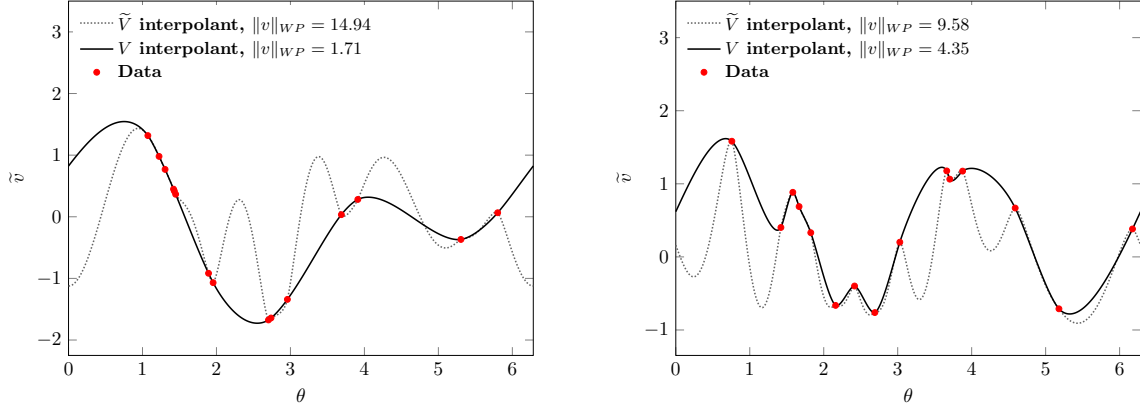 Ṽ interpolant, ‖v‖WP = 14.94
V interpolant, ‖v‖WP = 1.71
Data
3
2
1
0
−1
−2
ṽ
0 1 2 3 4 5 6
θ
Ṽ interpolant, ‖v‖WP = 9.58
V interpolant, ‖v‖WP = 4.35
Data
3
2
1
0
−1
ṽ
0 1 2 3 4 5 6
θ